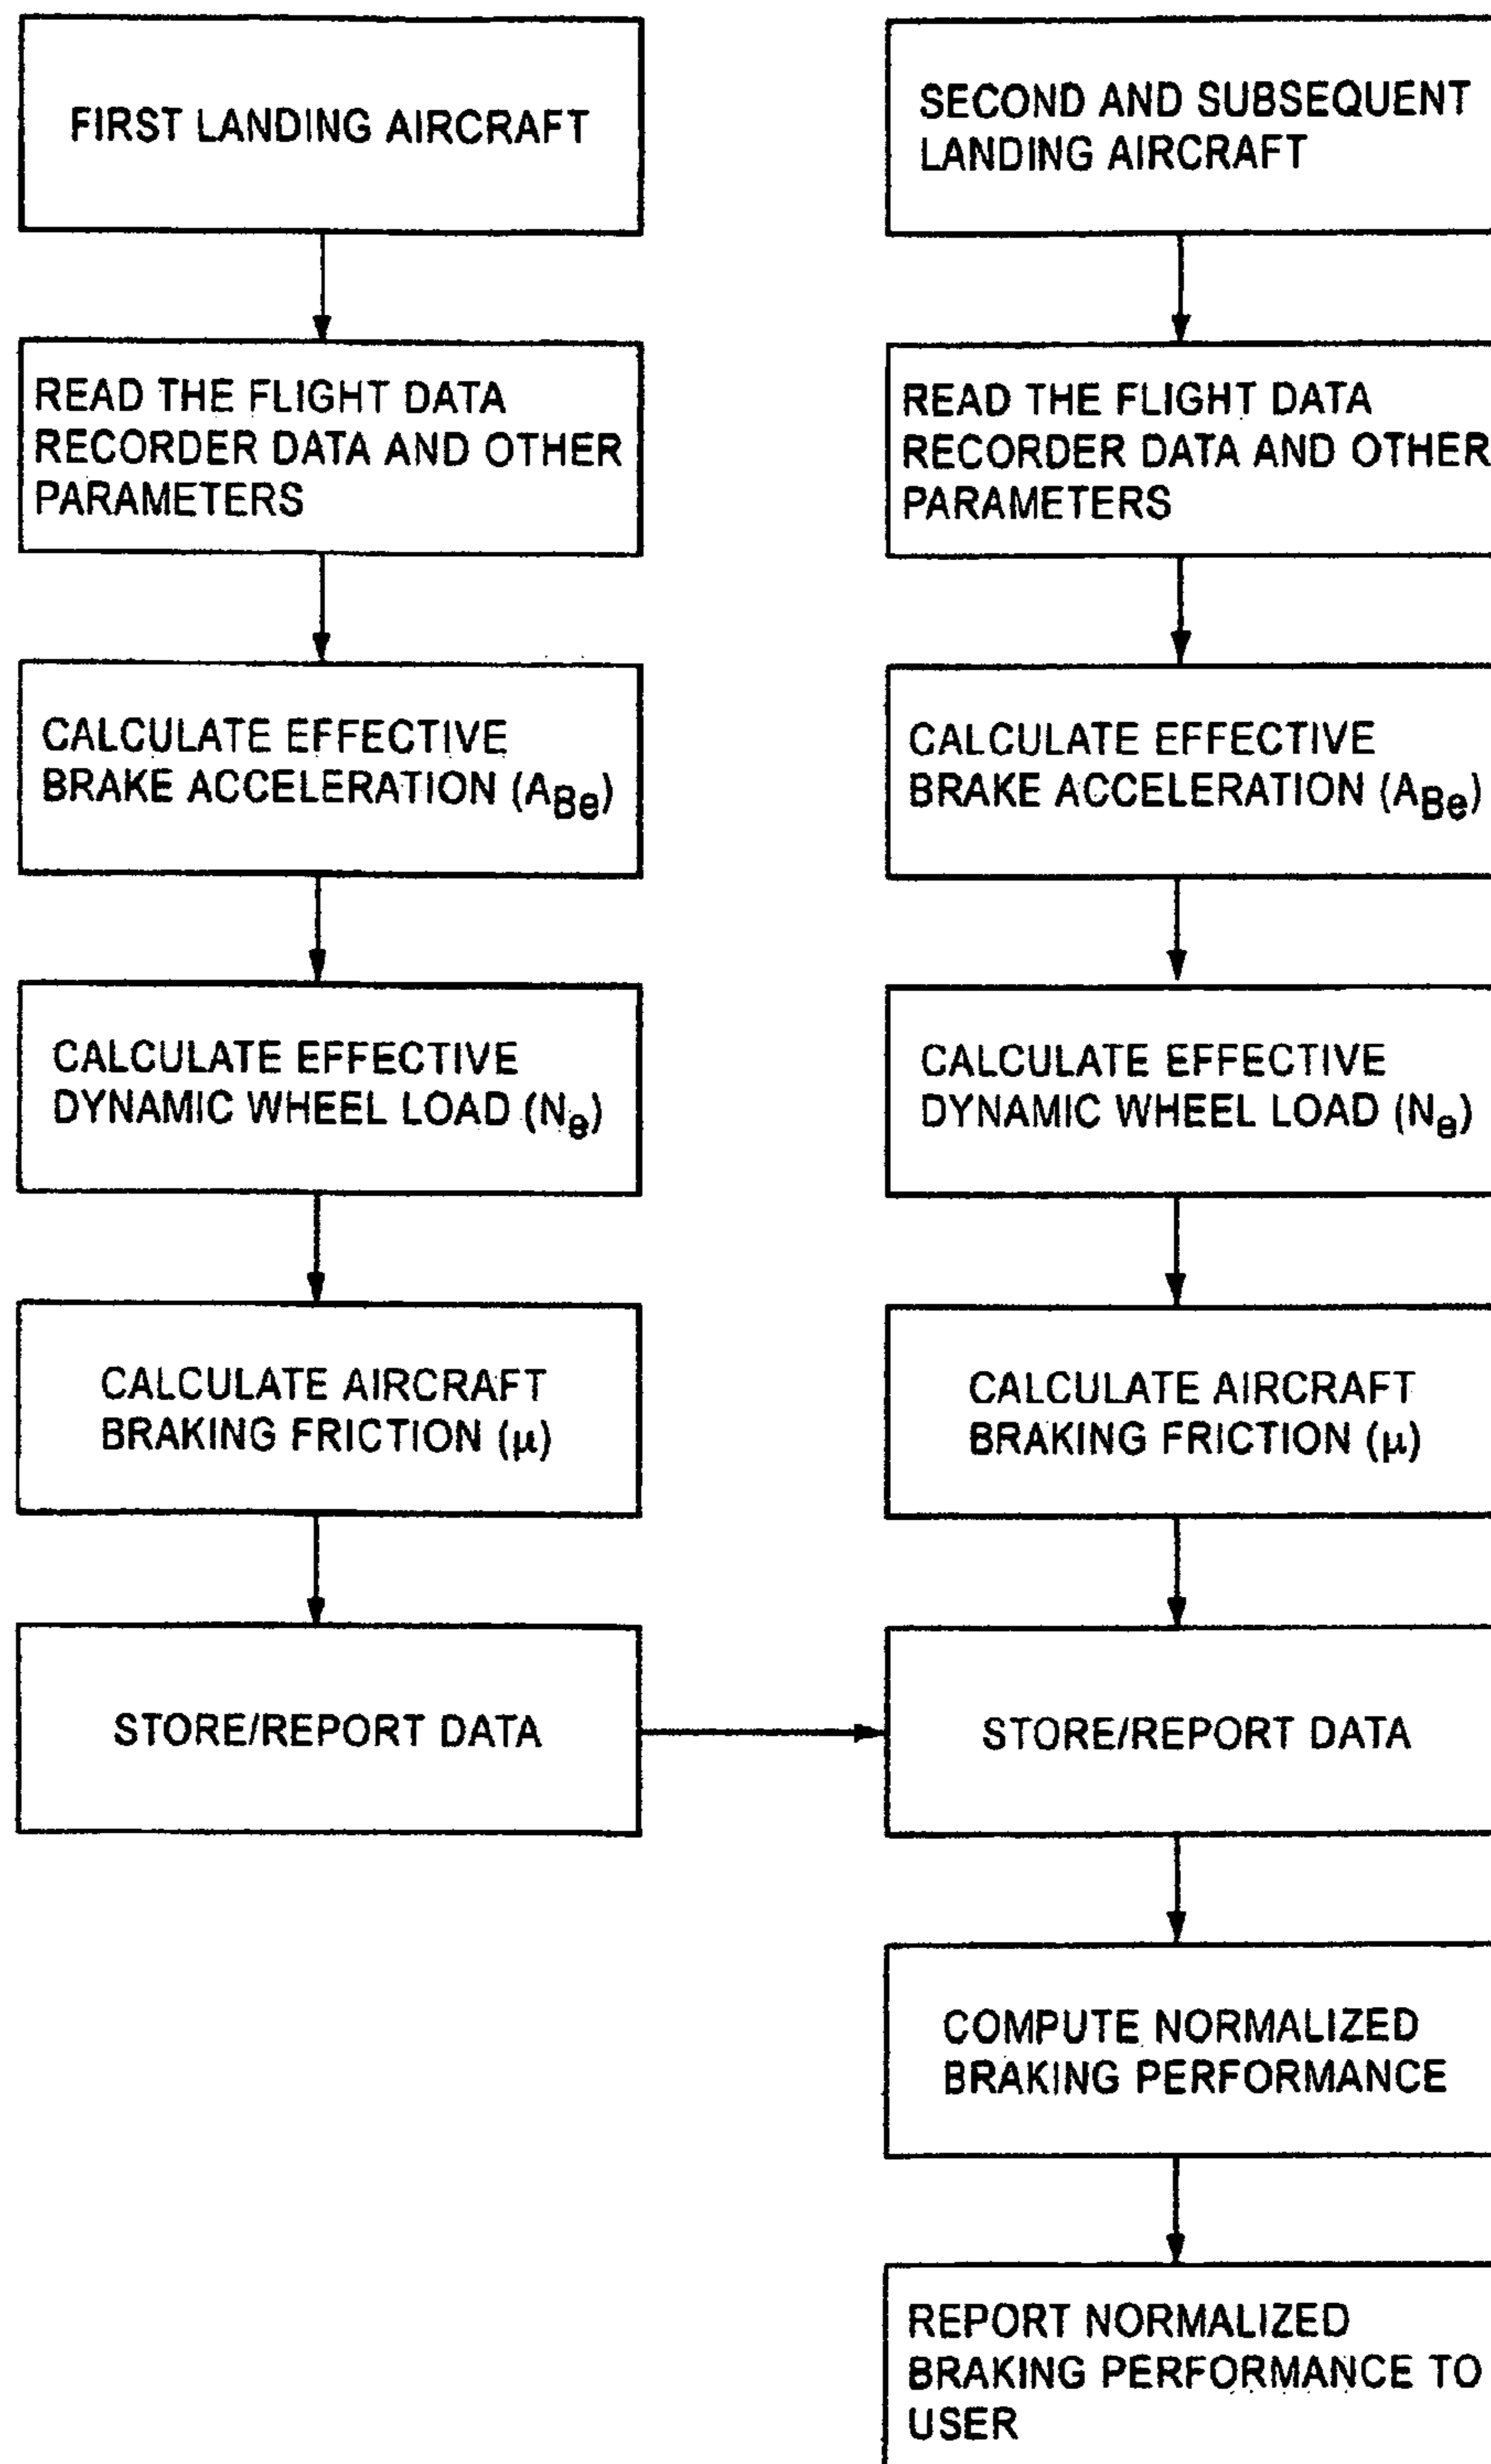 FIRST LANDING AIRCRAFT
READ THE FLIGHT DATA
RECORDER DATA AND OTHER
PARAMETERS
CALCULATE EFFECTIVE
BRAKE ACCELERATION (ABe)
CALCULATE EFFECTIVE
DYNAMIC WHEEL LOAD (Ne)
CALCULATE AIRCRAFT
BRAKING FRICTION (μ)
STORE/REPORT DATA
SECOND AND SUBSEQUENT
LANDING AIRCRAFT
READ THE FLIGHT DATA
RECORDER DATA AND OTHER
PARAMETERS
CALCULATE EFFECTIVE
BRAKE ACCELERATION (ABe)
CALCULATE EFFECTIVE
DYNAMIC WHEEL LOAD (Ne)
CALCULATE AIRCRAFT
BRAKING FRICTION (μ)
STORE/REPORT DATA
COMPUTE NORMALIZED
BRAKING PERFORMANCE
REPORT NORMALIZED
BRAKING PERFORMANCE TO
USER